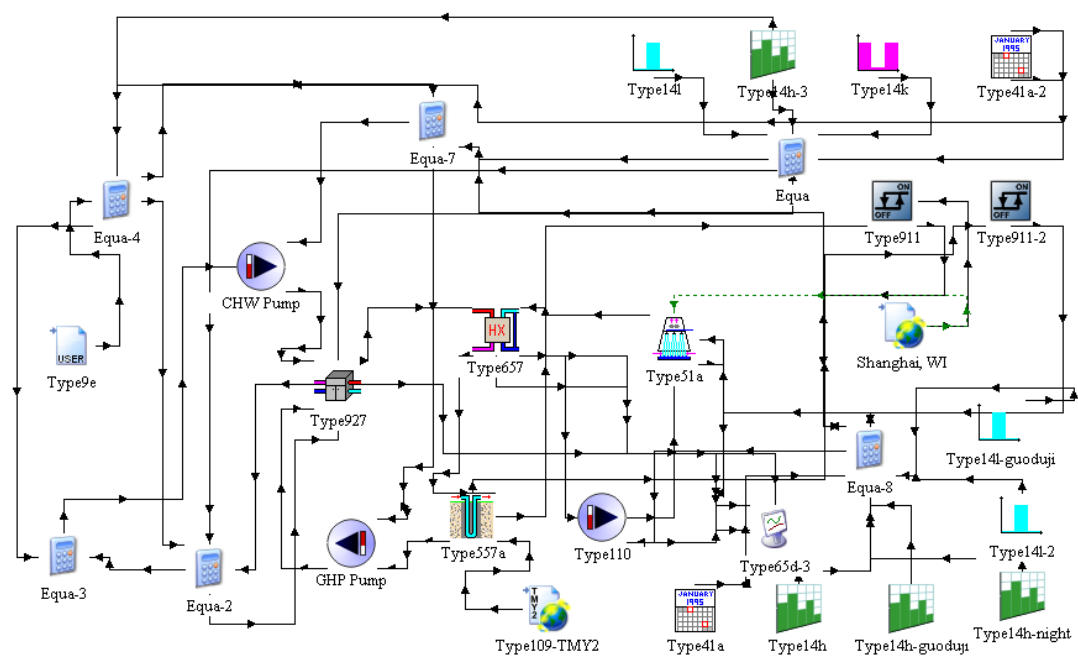 JANUARY
1995
Type14l
Type14h-3
Type14k
Type41a-2
Equa-7
Equa
ON
OFF
ON
OFF
Equa-4
Type911
Type911-2
CHW Pump
USER
Type9e
HX
Type657
Type51a
Shanghai, WI
Type927
Type14l-guoduji
Equa-8
Equa-3
Equa-2
GHP Pump
Type557a
Type110
Type65d-3
Type14l-2
TMY2
JANUARY
1995
Type109-TMY2
Type41a
Type14h
Type14h-guoduji
Type14h-night